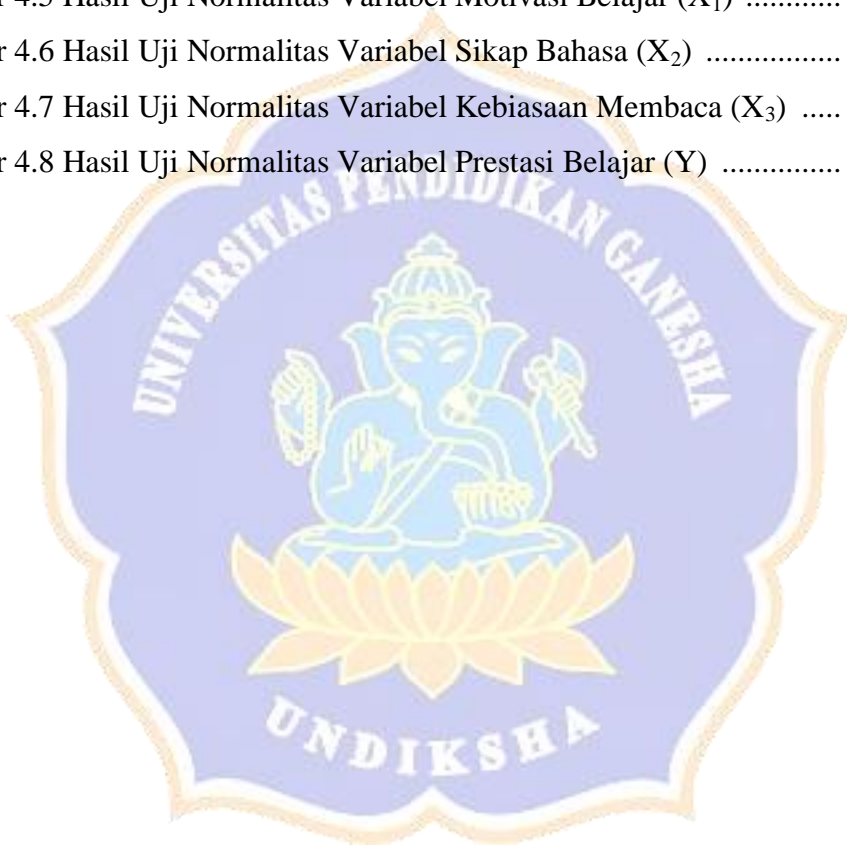 r 4.5 Hasil Uji Normalitas Variabel Motivasi Belajar (X₁) ............
r 4.6 Hasil Uji Normalitas Variabel Sikap Bahasa (X₂) .................
r 4.7 Hasil Uji Normalitas Variabel Kebiasaan Membaca (X₃) .....
r 4.8 Hasil Uji Normalitas Variabel Prestasi Belajar (Y) ...............
UNIVERSITAS PENDIDIKAN GANESHA
UNDIKSHA